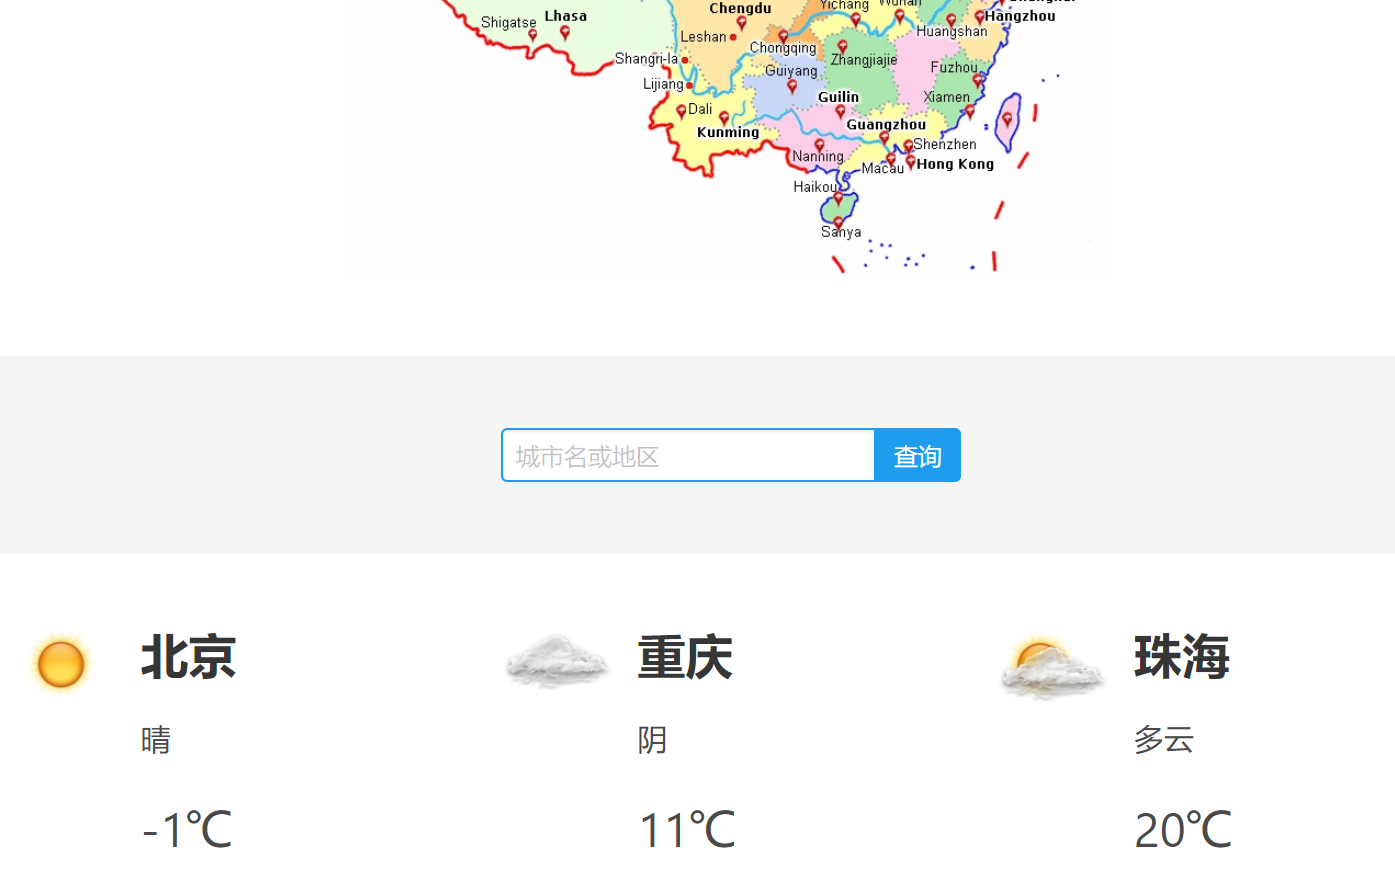 Yichang
Wuhan
Chengdu
Lhasa
Hangzhou
Shigatse
Huangshan
Leshan
Chongqing
Shangri-la
Zhangjiajie
Guiyang
Fuzhou
Lijiang
Guilin
Xiamen
Dali
Guangzhou
Kunming
Shenzhen
Nanning
Hong Kong
Macau
Haikou
Sanya
城市名或地区 查询
北京 重庆 珠海
晴 阴 多云
-1℃ 11℃ 20℃